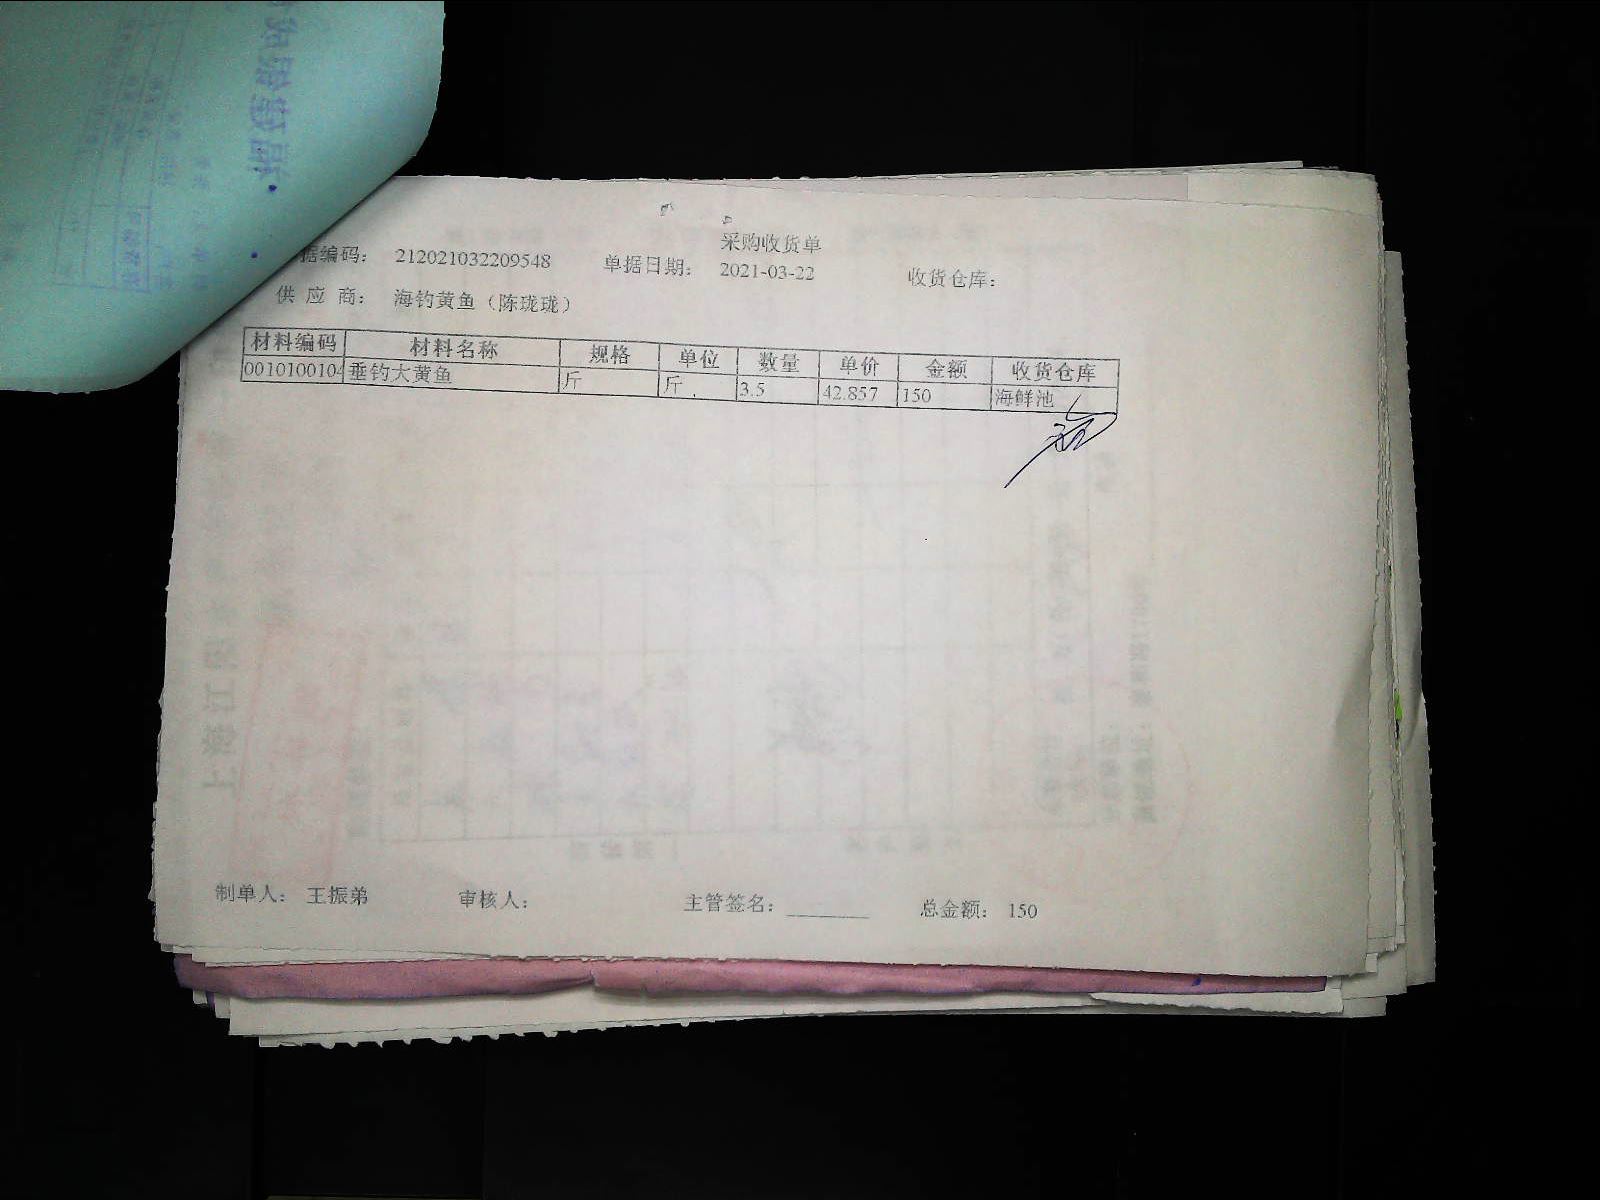 采购收货单
据编码： 212021032209548 单据日期： 2021-03-22 收货仓库：
供 应 商： 海钓黄鱼（陈珑珑）
材料编码 材料名称 规格 单位 数量 单价 金额 收货仓库
001010010 垂钓大黄鱼 斤 斤 3.5 42.857 150 海鲜池
制单人： 王振弟 审核人： 主管签名：________ 总金额： 150